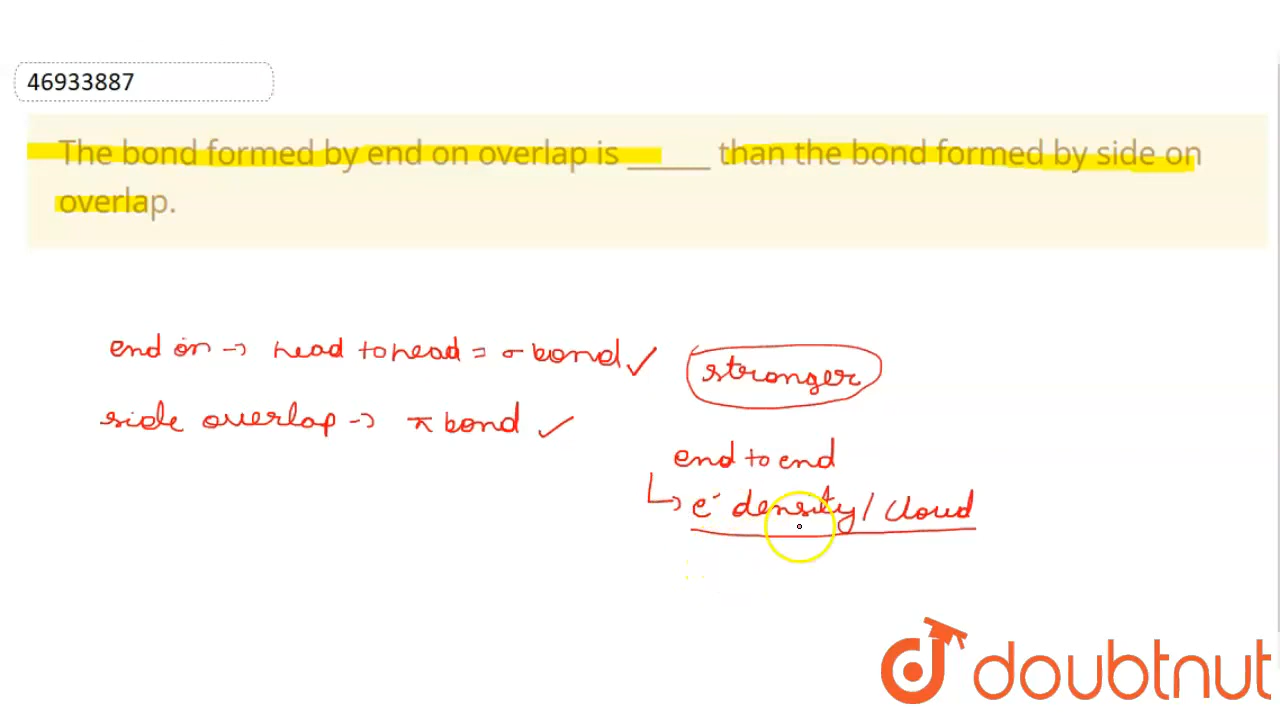 46933887
The bond formed by end on overlap is ______ than the bond formed by side on
overlap.
end on → head to head = σ bond ✓ stronger
side overlap → π bond ✓
end to end
↳ e⁻ density / cloud
doubtnut